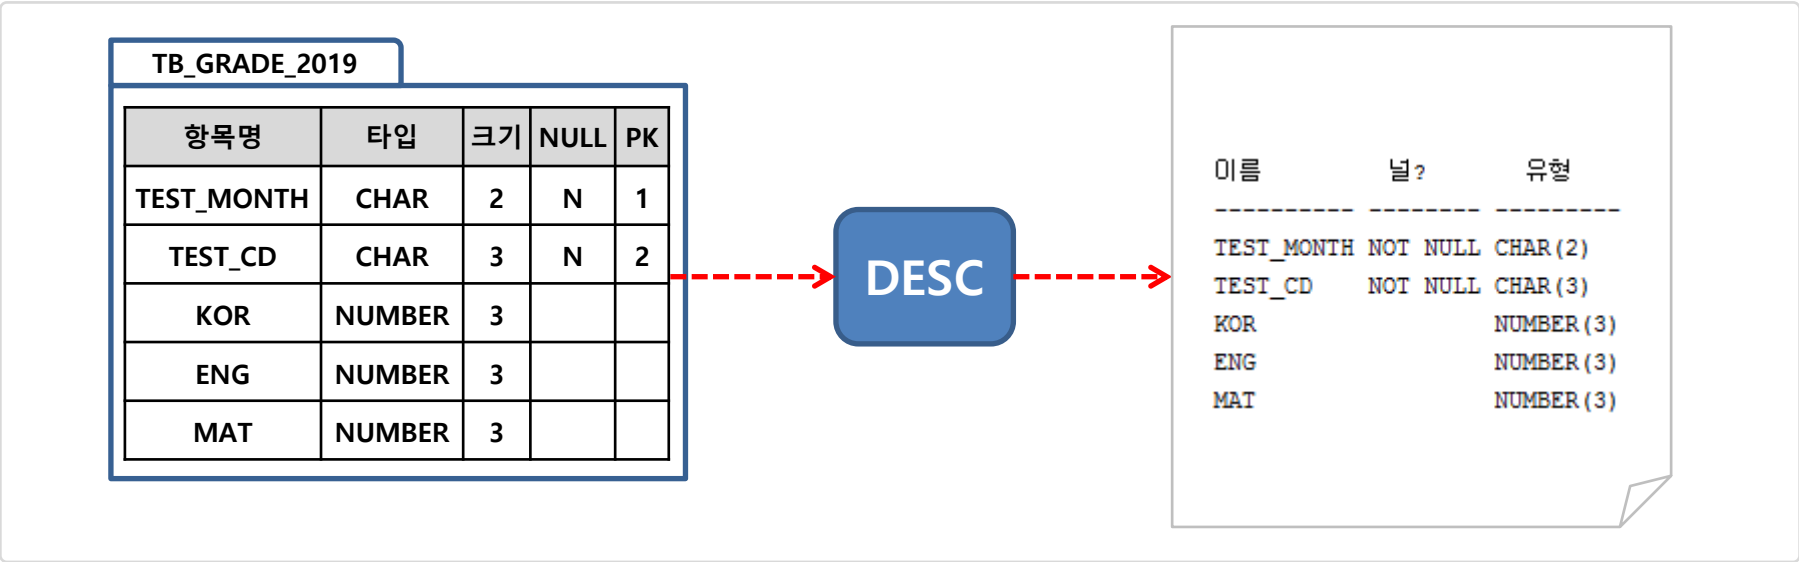 TB_GRADE_2019
항목명 타입 크기 NULL PK
TEST_MONTH CHAR 2 N 1
TEST_CD CHAR 3 N 2
KOR NUMBER 3
ENG NUMBER 3
MAT NUMBER 3
DESC
이름 널? 유형
---------- -------- ---------
TEST_MONTH NOT NULL CHAR(2)
TEST_CD NOT NULL CHAR(3)
KOR NUMBER(3)
ENG NUMBER(3)
MAT NUMBER(3)